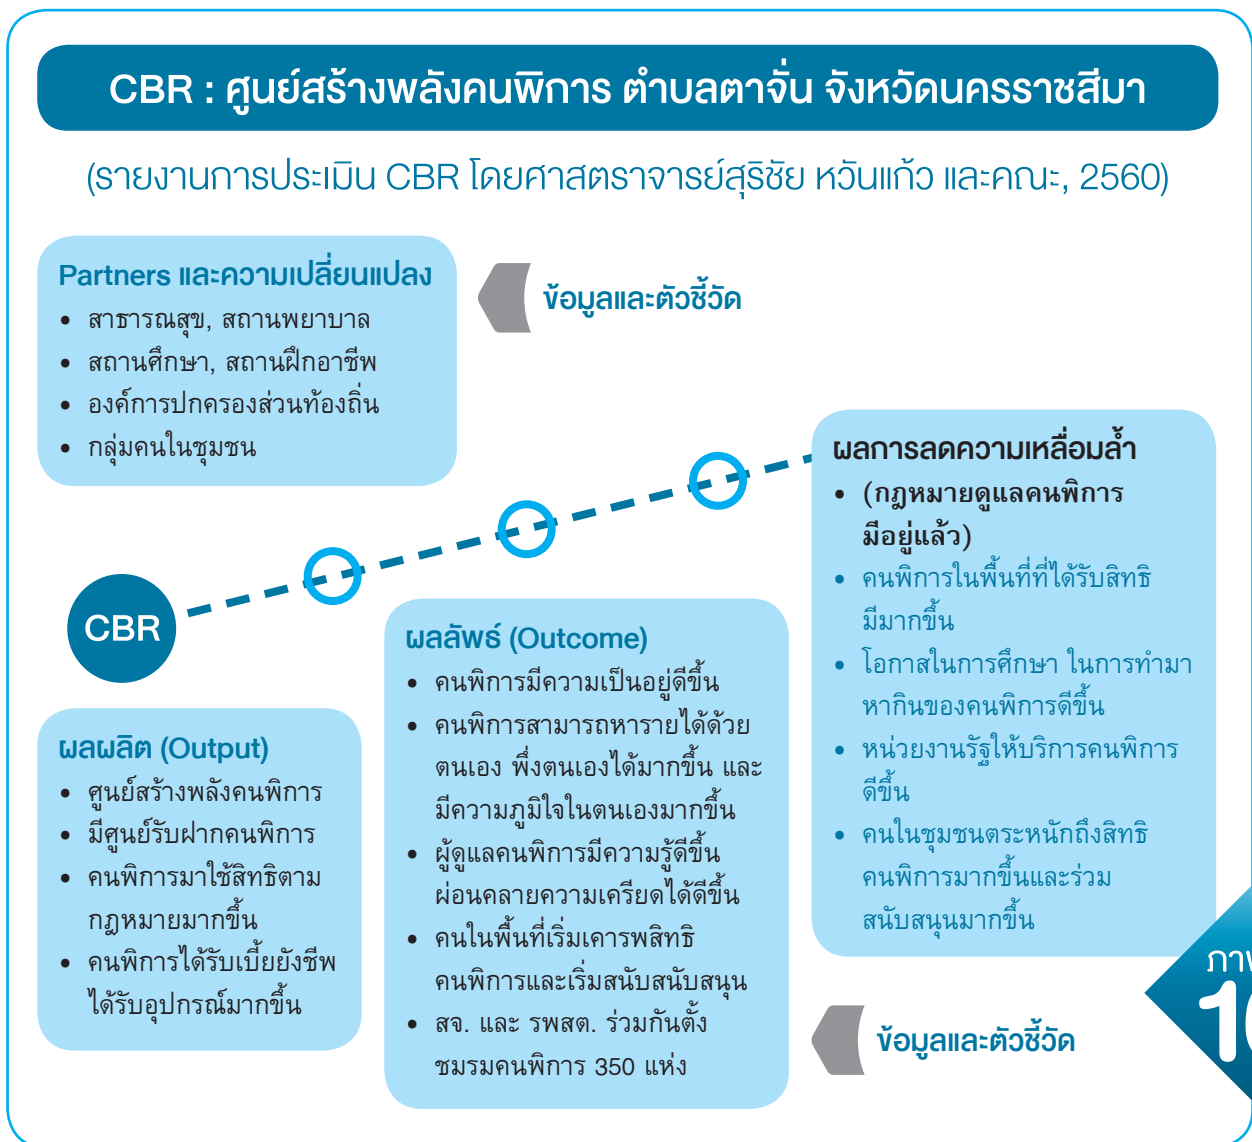 CBR : ศูนย์สร้างพลังคนพิการ ตำบลตาจั่น จังหวัดนครราชสีมา
(รายงานการประเมิน CBR โดยศาสตราจารย์สุริชัย หวันแก้ว และคณะ, 2560)
Partners และความเปลี่ยนแปลง
• สาธารณสุข, สถานพยาบาล
• สถานศึกษา, สถานฝึกอาชีพ
• องค์การปกครองส่วนท้องถิ่น
• กลุ่มคนในชุมชน
ข้อมูลและตัวชี้วัด
CBR
ผลผลิต (Output)
• ศูนย์สร้างพลังคนพิการ
• มีศูนย์รับฝากคนพิการ
• คนพิการมาใช้สิทธิตาม
กฎหมายมากขึ้น
• คนพิการได้รับเบี้ยยังชีพ
ได้รับอุปกรณ์มากขึ้น
ผลลัพธ์ (Outcome)
• คนพิการมีความเป็นอยู่ดีขึ้น
• คนพิการสามารถหารายได้ด้วย
ตนเอง พึ่งตนเองได้มากขึ้น และ
มีความภูมิใจในตนเองมากขึ้น
• ผู้ดูแลคนพิการมีความรู้ดีขึ้น
ผ่อนคลายความเครียดได้ดีขึ้น
• คนในพื้นที่เริ่มเคารพสิทธิ
คนพิการและเริ่มสนับสนับสนุน
• สจ. และ รพสต. ร่วมกันตั้ง
ชมรมคนพิการ 350 แห่ง
ผลการลดความเหลื่อมล้ำ
• (กฎหมายดูแลคนพิการ
มีอยู่แล้ว)
• คนพิการในพื้นที่ที่ได้รับสิทธิ
มีมากขึ้น
• โอกาสในการศึกษา ในการทำมา
หากินของคนพิการดีขึ้น
• หน่วยงานรัฐให้บริการคนพิการ
ดีขึ้น
• คนในชุมชนตระหนักถึงสิทธิ
คนพิการมากขึ้นและร่วม
สนับสนุนมากขึ้น
ข้อมูลและตัวชี้วัด